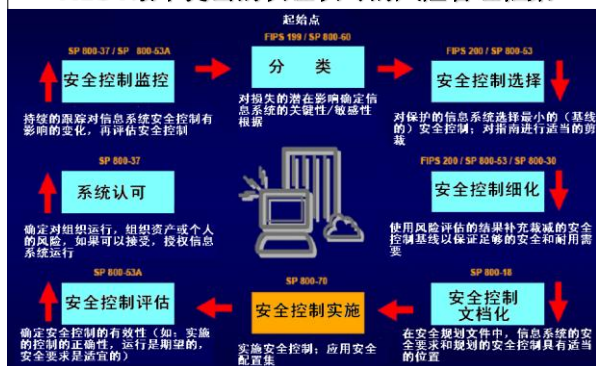 起始点
FIPS 199 / SP 800-60
分 类
对损失的潜在影响确定信
息系统的关键性/敏感性
根据
FIPS 200 / SP 800-53
安全控制选择
对保护的信息系统选择最小的（基线
的）安全控制；对指南进行适当的剪
裁
FIPS 200 / SP 800-53 / SP 800-30
安全控制细化
使用风险评估的结果补充裁减的安全
控制基线以保证足够的安全和耐用需
要
SP 800-18
安全控制
文档化
在安全规划文件中，信息系统的安
全要求和规划的安全控制具有适当
的位置
SP 800-70
安全控制实施
实施安全控制；应用安全
配置集
SP 800-53A
安全控制评估
确定安全控制的有效性（如：实施
的控制的正确性，运行是期望的，
安全要求是适宜的）
SP 800-37
系统认可
确定对组织运行，组织资产或个人
的风险，如果可以接受，授权信息
系统运行
SP 800-37 / SP 800-53A
安全控制监控
持续的跟踪对信息系统安全控制有
影响的变化，再评估安全控制